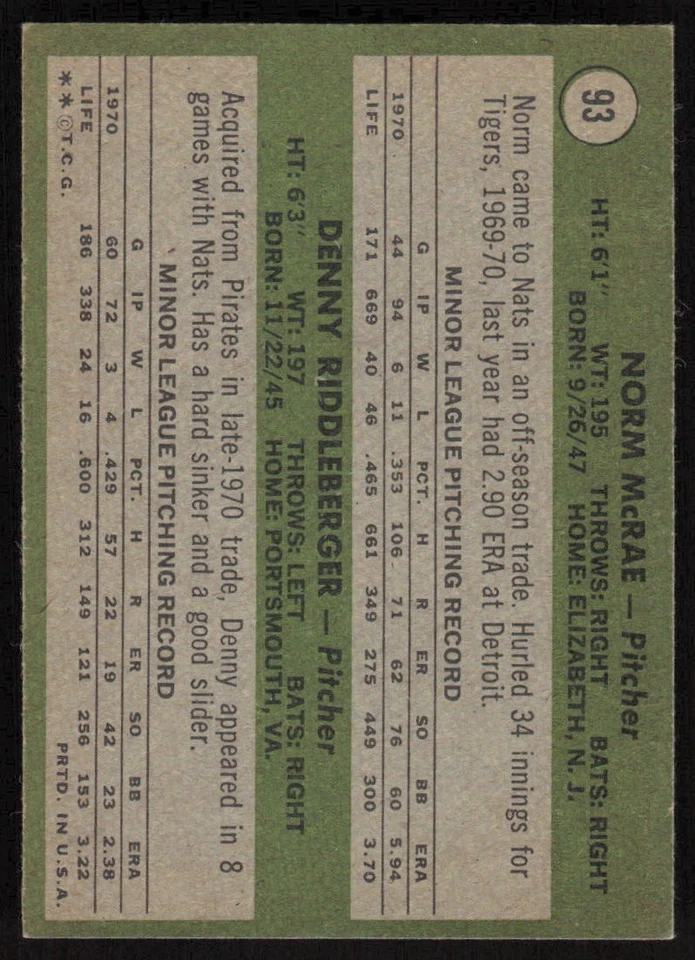 93
NORM McRAE — Pitcher
HT: 6'1" WT: 195 THROWS: RIGHT BATS: RIGHT
BORN: 9/26/47 HOME: ELIZABETH, N. J.
Norm came to Nats in an off-season trade. Hurled 34 innings for
Tigers, 1969-70, last year had 2.90 ERA at Detroit.
MINOR LEAGUE PITCHING RECORD
G IP W L PCT. H R ER SO BB ERA
1970 44 94 6 11 .353 106 71 62 76 60 5.94
LIFE 171 669 40 46 .465 661 349 275 449 300 3.70
DENNY RIDDLEBERGER — Pitcher
HT: 6'3" WT: 197 THROWS: LEFT BATS: RIGHT
BORN: 11/22/45 HOME: PORTSMOUTH, VA.
Acquired from Pirates in late-1970 trade, Denny appeared in 8
games with Nats. Has a hard sinker and a good slider.
MINOR LEAGUE PITCHING RECORD
G IP W L PCT. H R ER SO BB ERA
1970 60 72 3 4 .429 57 22 19 42 23 2.38
LIFE 186 338 24 16 .600 312 149 121 256 153 3.22
**©T.C.G. PRTD. IN U.S.A.